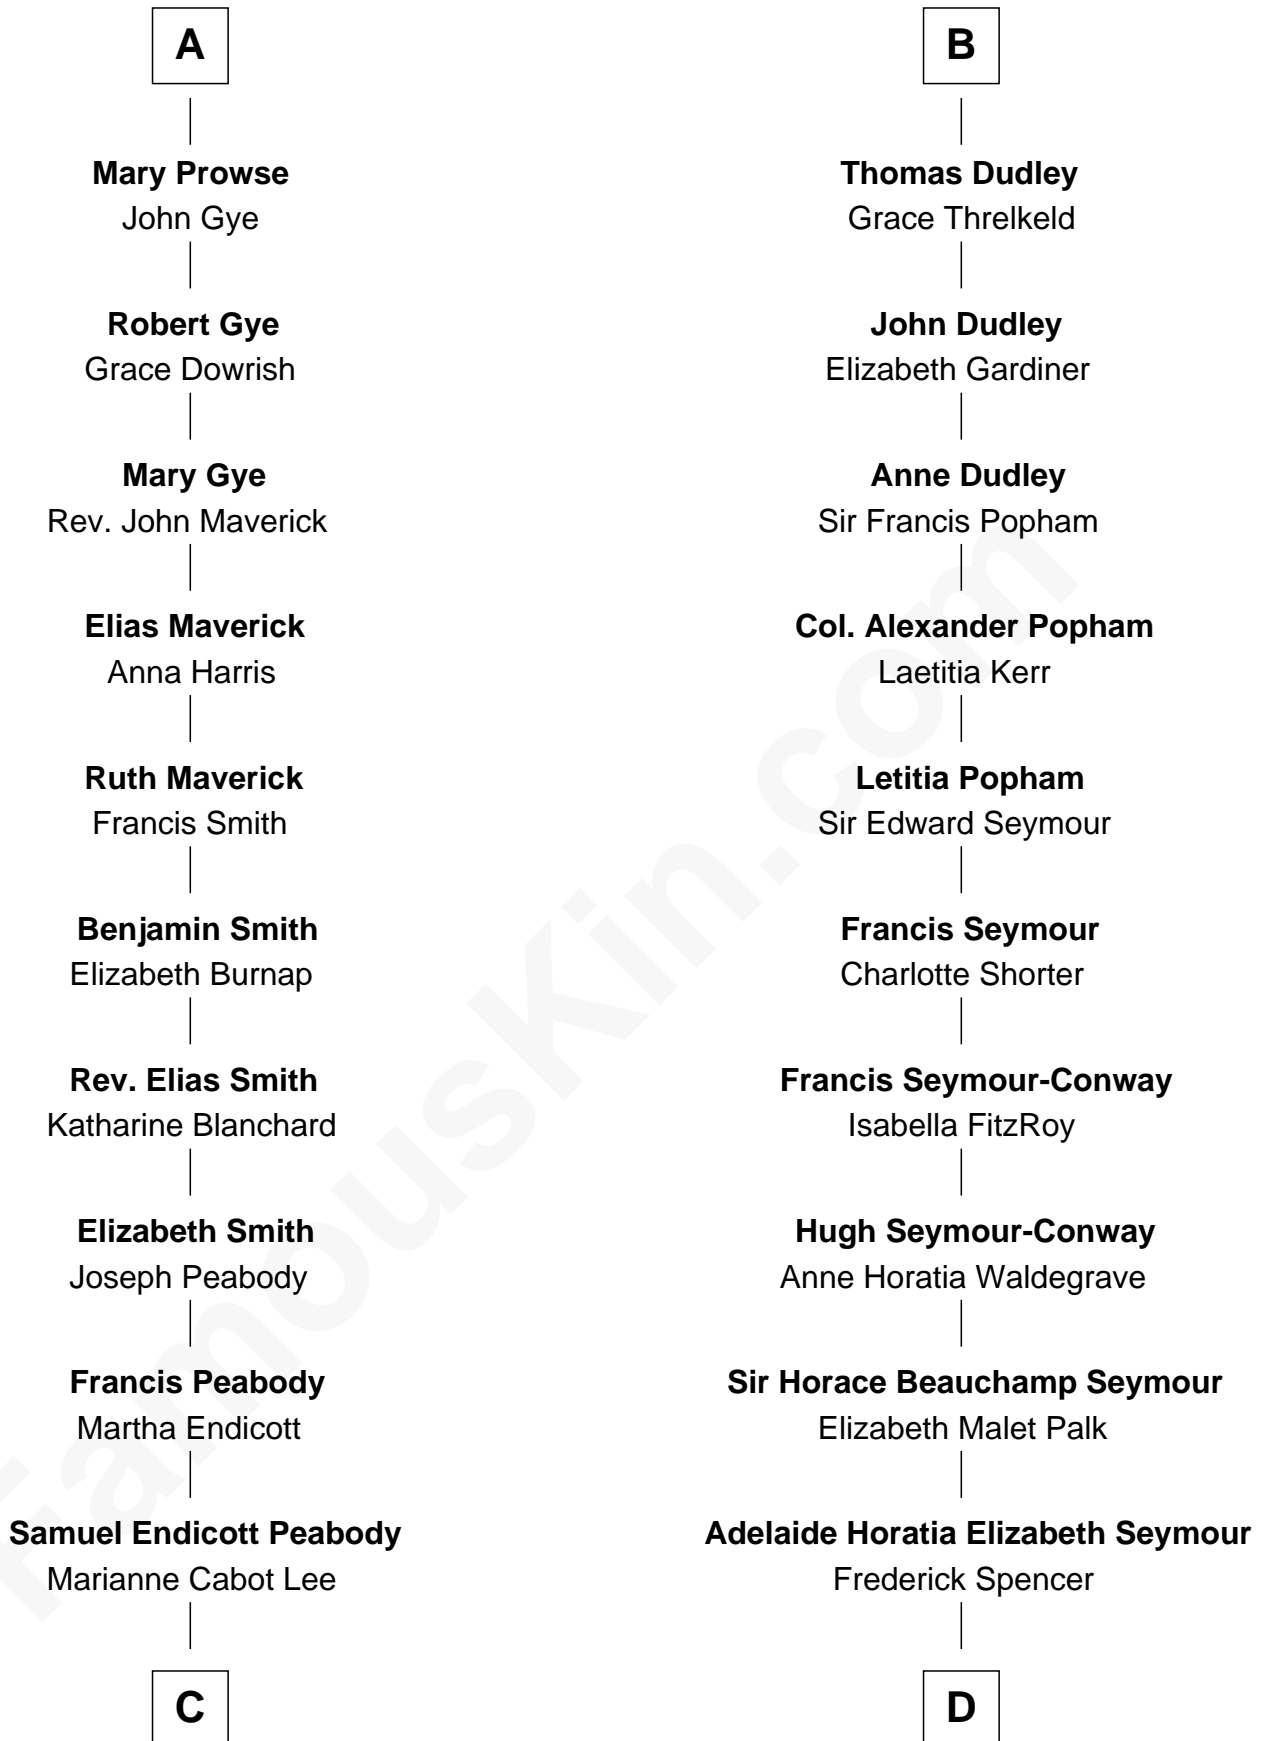 A
Mary Prowse
John Gye
Robert Gye
Grace Dowrish
Mary Gye
Rev. John Maverick
Elias Maverick
Anna Harris
Ruth Maverick
Francis Smith
Benjamin Smith
Elizabeth Burnap
Rev. Elias Smith
Katharine Blanchard
Elizabeth Smith
Joseph Peabody
Francis Peabody
Martha Endicott
Samuel Endicott Peabody
Marianne Cabot Lee
C
B
Thomas Dudley
Grace Threlkeld
John Dudley
Elizabeth Gardiner
Anne Dudley
Sir Francis Popham
Col. Alexander Popham
Laetitia Kerr
Letitia Popham
Sir Edward Seymour
Francis Seymour
Charlotte Shorter
Francis Seymour-Conway
Isabella FitzRoy
Hugh Seymour-Conway
Anne Horatia Waldegrave
Sir Horace Beauchamp Seymour
Elizabeth Malet Palk
Adelaide Horatia Elizabeth Seymour
Frederick Spencer
D
FamousKin.com